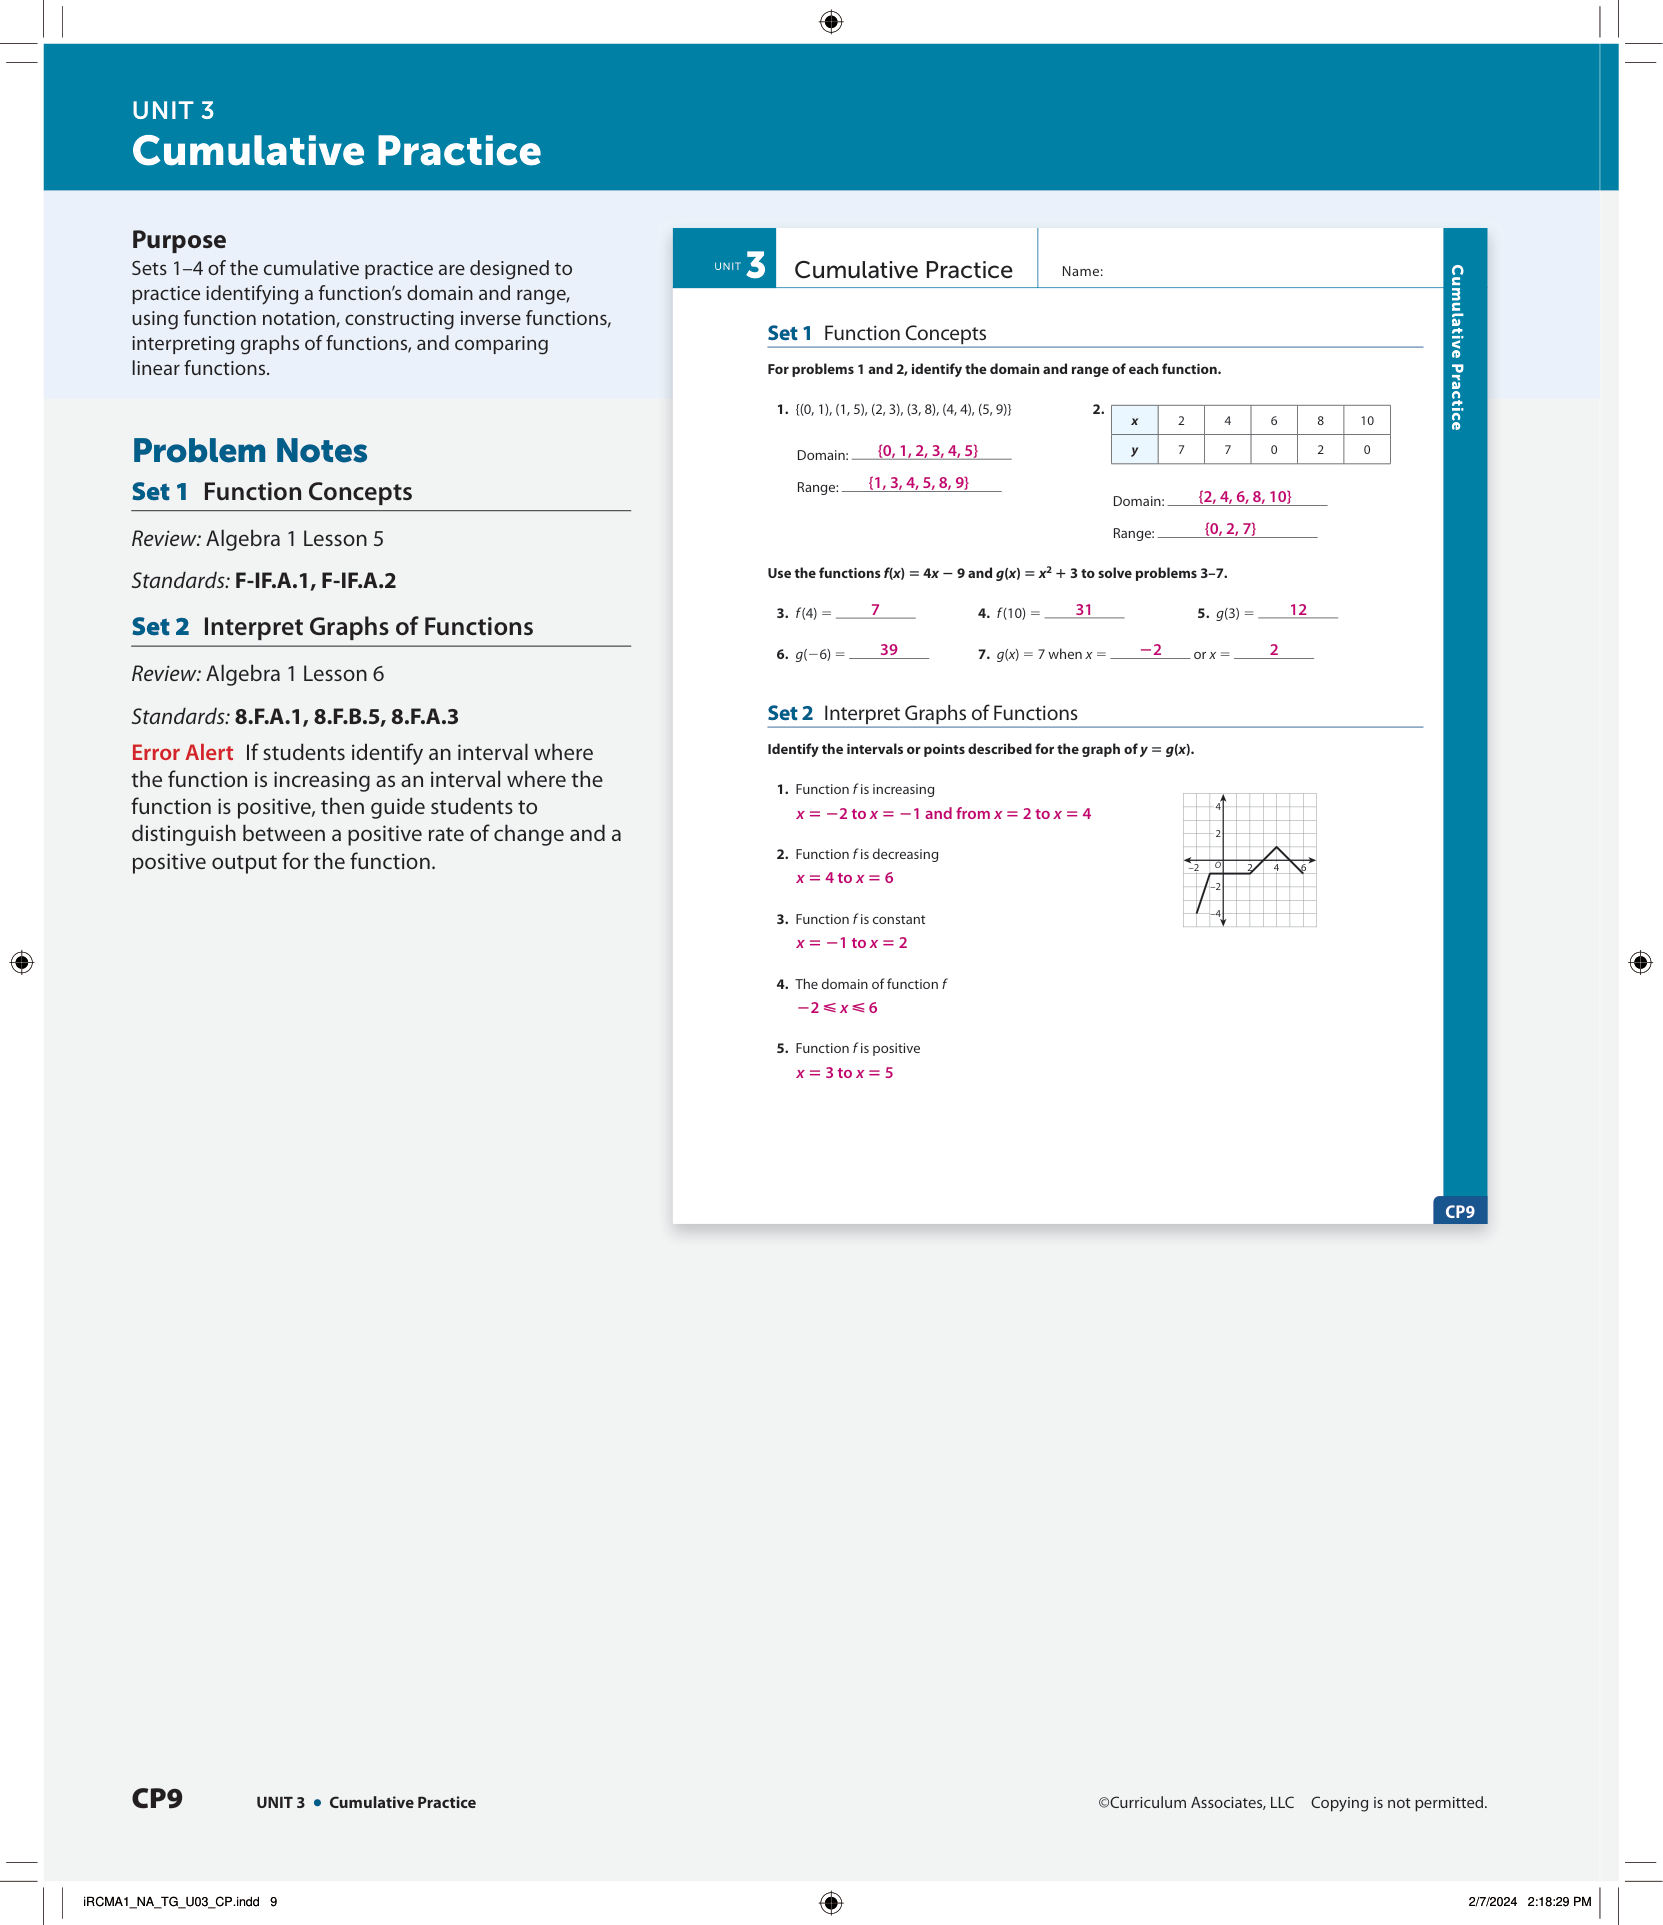 UNIT 3
Cumulative Practice
Purpose
Sets 1–4 of the cumulative practice are designed to
practice identifying a function’s domain and range,
using function notation, constructing inverse functions,
interpreting graphs of functions, and comparing
linear functions.
Problem Notes
Set 1 Function Concepts
Review: Algebra 1 Lesson 5
Standards: F-IF.A.1, F-IF.A.2
Set 2 Interpret Graphs of Functions
Review: Algebra 1 Lesson 6
Standards: 8.F.A.1, 8.F.B.5, 8.F.A.3
Error Alert If students identify an interval where
the function is increasing as an interval where the
function is positive, then guide students to
distinguish between a positive rate of change and a
positive output for the function.
UNIT 3 Cumulative Practice Name:
Cumulative Practice
Set 1 Function Concepts
For problems 1 and 2, identify the domain and range of each function.
1. {(0, 1), (1, 5), (2, 3), (3, 8), (4, 4), (5, 9)}
Domain: {0, 1, 2, 3, 4, 5}
Range: {1, 3, 4, 5, 8, 9}
2.
x 2 4 6 8 10
y 7 7 0 2 0
Domain: {2, 4, 6, 8, 10}
Range: {0, 2, 7}
Use the functions f(x) = 4x − 9 and g(x) = x² + 3 to solve problems 3–7.
3. f(4) = 7 4. f(10) = 31 5. g(3) = 12
6. g(−6) = 39 7. g(x) = 7 when x = −2 or x = 2
Set 2 Interpret Graphs of Functions
Identify the intervals or points described for the graph of y = g(x).
1. Function f is increasing
x = −2 to x = −1 and from x = 2 to x = 4
2. Function f is decreasing
x = 4 to x = 6
3. Function f is constant
x = −1 to x = 2
4. The domain of function f
−2 ⩽ x ⩽ 6
5. Function f is positive
x = 3 to x = 5
4
2
−2 O 2 4 6
−2
−4
CP9
CP9 UNIT 3 • Cumulative Practice ©Curriculum Associates, LLC Copying is not permitted.
iRCMA1_NA_TG_U03_CP.indd 9 2/7/2024 2:18:29 PM